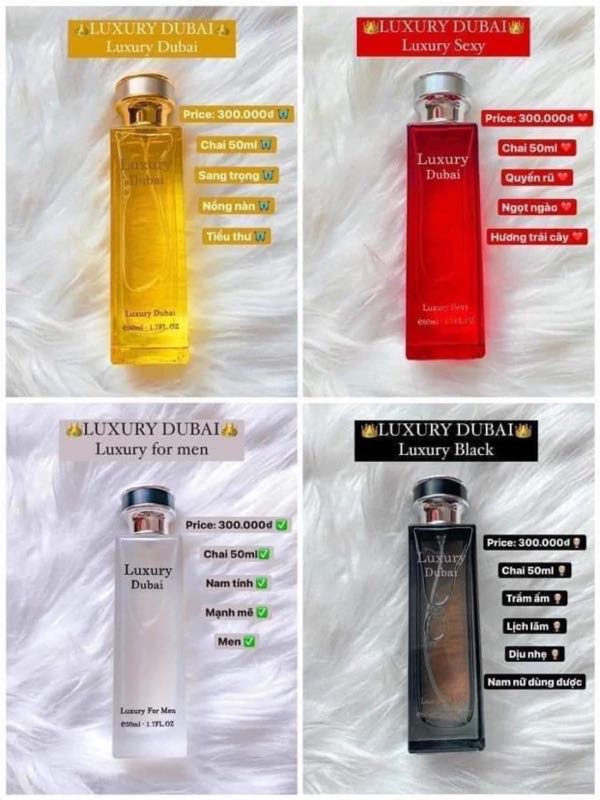 LUXURY DUBAI
Luxury Dubai
Price: 300.000đ
Chai 50ml
Sang trọng
Nồng nàn
Tiểu thư
Luxury
Dubai
Luxury Dubai
℮50ml · 1.7FL.OZ
LUXURY DUBAI
Luxury Sexy
Price: 300.000đ
Chai 50ml
Quyến rũ
Ngọt ngào
Hương trái cây
Luxury
Dubai
Luxury Sexy
℮50ml · 1.7FL.OZ
LUXURY DUBAI
Luxury for men
Price: 300.000đ
Chai 50ml
Nam tính
Mạnh mẽ
Men
Luxury
Dubai
Luxury For Men
℮50ml · 1.7FL.OZ
LUXURY DUBAI
Luxury Black
Price: 300.000đ
Chai 50ml
Trầm ấm
Lịch lãm
Dịu nhẹ
Nam nữ dùng được
Luxury
Dubai